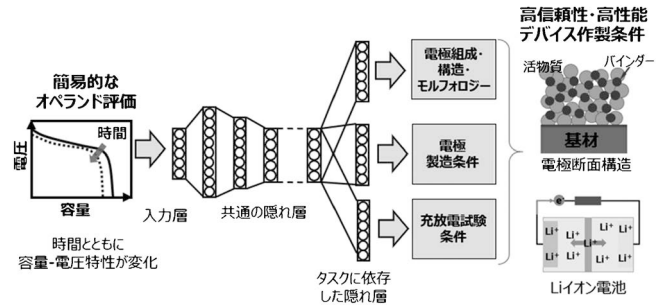 簡易的な
オペランド評価
時間
電圧
容量
時間とともに
容量-電圧特性が変化
入力層
共通の隠れ層
タスクに依存
した隠れ層
電極組成・
構造・
モルフォロジー
電極
製造条件
充放電試験
条件
高信頼性・高性能
デバイス作製条件
活物質
バインダー
基材
電極断面構造
e
Li⁺ Li⁺ Li⁺
Li⁺ Li⁺ Li⁺
Li⁺ Li⁺ Li⁺
Liイオン電池